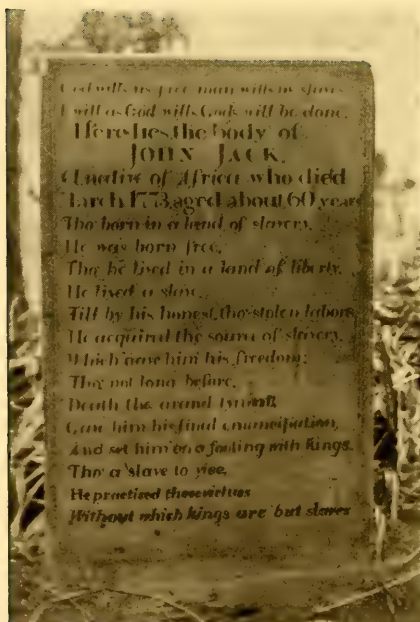 God wills us free, man wills us slaves
I will as God wills Gods will be done.
Here lies the body of
JOHN JACK.
A native of Africa who died
March 1773, aged about 60 years
Tho' born in a land of slavery,
He was born free,
Tho' he lived in a land of liberty,
He lived a slave,
Till by his honest, tho' stolen labors,
He acquired the source of slavery,
Which gave him his freedom;
Tho' not long before,
Death the grand tyrant,
Gave him his final emancipation,
And set him on a footing with kings.
Tho' a slave to vice,
He practised those virtues
Without which kings are but slaves